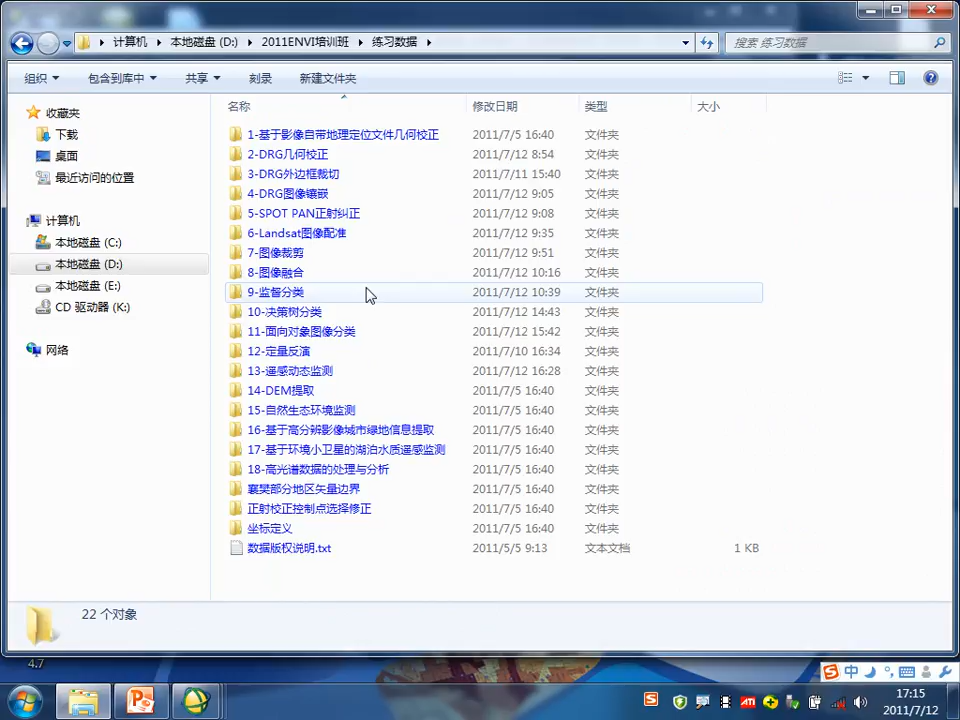 计算机 本地磁盘 (D:) 2011ENVI培训班 练习数据
搜索 练习数据
组织 包含到库中 共享 刻录 新建文件夹
收藏夹
下载
桌面
最近访问的位置
计算机
本地磁盘 (C:)
本地磁盘 (D:)
本地磁盘 (E:)
CD 驱动器 (K:)
网络
名称 修改日期 类型 大小
1-基于影像自带地理定位文件几何校正 2011/7/5 16:40 文件夹
2-DRG几何校正 2011/7/12 8:54 文件夹
3-DRG外边框裁切 2011/7/11 15:40 文件夹
4-DRG图像镶嵌 2011/7/12 9:05 文件夹
5-SPOT PAN正射纠正 2011/7/12 9:08 文件夹
6-Landsat图像配准 2011/7/12 9:35 文件夹
7-图像裁剪 2011/7/12 9:51 文件夹
8-图像融合 2011/7/12 10:16 文件夹
9-监督分类 2011/7/12 10:39 文件夹
10-决策树分类 2011/7/12 14:43 文件夹
11-面向对象图像分类 2011/7/12 15:42 文件夹
12-定量反演 2011/7/10 16:34 文件夹
13-遥感动态监测 2011/7/12 16:28 文件夹
14-DEM提取 2011/7/5 16:40 文件夹
15-自然生态环境监测 2011/7/5 16:40 文件夹
16-基于高分辨影像城市绿地信息提取 2011/7/5 16:40 文件夹
17-基于环境小卫星的湖泊水质遥感监测 2011/7/5 16:40 文件夹
18-高光谱数据的处理与分析 2011/7/5 16:40 文件夹
襄樊部分地区矢量边界 2011/7/5 16:40 文件夹
正射校正控制点选择修正 2011/7/5 16:40 文件夹
坐标定义 2011/7/5 16:40 文件夹
数据版权说明.txt 2011/5/5 9:13 文本文档 1 KB
22 个对象
4.7
中
ATI
17:15
2011/7/12